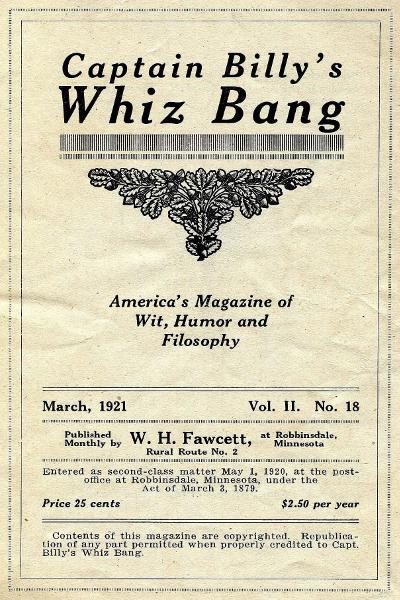 Captain Billy's
Whiz Bang
America's Magazine of
Wit, Humor and
Filosophy
March, 1921 Vol. II. No. 18
Published Monthly by W. H. Fawcett, at Robbinsdale, Minnesota
Rural Route No. 2
Entered as second-class matter May 1, 1920, at the post-
office at Robbinsdale, Minnesota, under the
Act of March 3, 1879.
Price 25 cents $2.50 per year
Contents of this magazine are copyrighted. Republica-
tion of any part permitted when properly credited to Capt.
Billy's Whiz Bang.